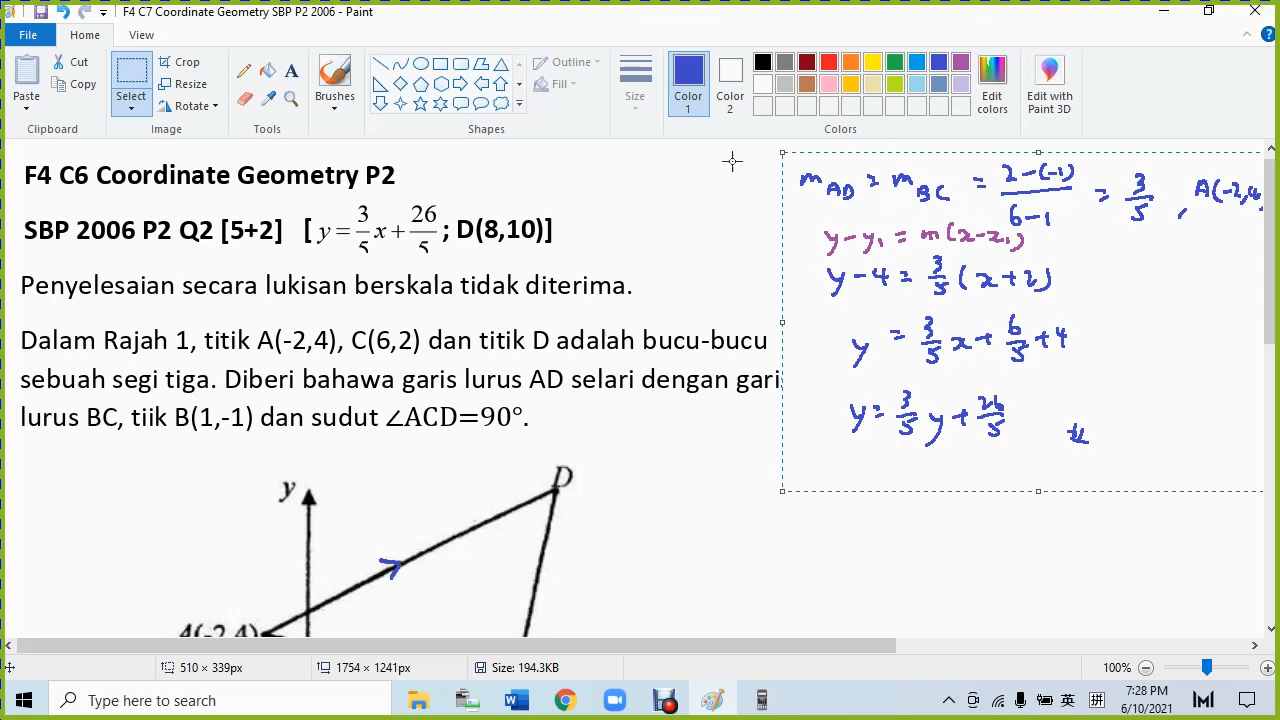 F4 C7 Coordinate Geometry SBP P2 2006 - Paint
File Home View
Paste Cut Copy Clipboard
Select Crop Resize Rotate Image
Tools
Brushes
Outline Fill Shapes
Size
Color 1 Color 2 Edit colors Colors
Edit with Paint 3D
F4 C6 Coordinate Geometry P2
SBP 2006 P2 Q2 [5+2] [ y = 3/5 x + 26/5 ; D(8,10)]
Penyelesaian secara lukisan berskala tidak diterima.
Dalam Rajah 1, titik A(-2,4), C(6,2) dan titik D adalah bucu-bucu
sebuah segi tiga. Diberi bahawa garis lurus AD selari dengan gari
lurus BC, tiik B(1,-1) dan sudut ∠ACD=90°.
m AD = m BC = 2-(-1)/6-1 = 3/5 , A(-2,4
y-y1 = m(x-x1)
y-4 = 3/5 (x+2)
y = 3/5 x + 6/5 + 4
y = 3/5 y + 26/5
y
D
A(-2,4)
510 × 339px 1754 × 1241px Size: 194.3KB 100%
Type here to search
英 拼
7:28 PM
6/10/2021